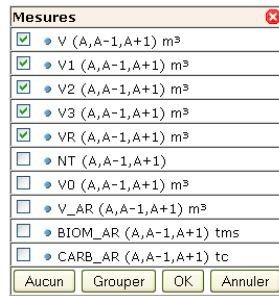 Mesures
V (A,A-1,A+1) m³
V1 (A,A-1,A+1) m³
V2 (A,A-1,A+1) m³
V3 (A,A-1,A+1) m³
VR (A,A-1,A+1) m³
NT (A,A-1,A+1)
V0 (A,A-1,A+1) m³
V_AR (A,A-1,A+1) m³
BIOM_AR (A,A-1,A+1) tms
CARB_AR (A,A-1,A+1) tc
Aucun Grouper OK Annuler